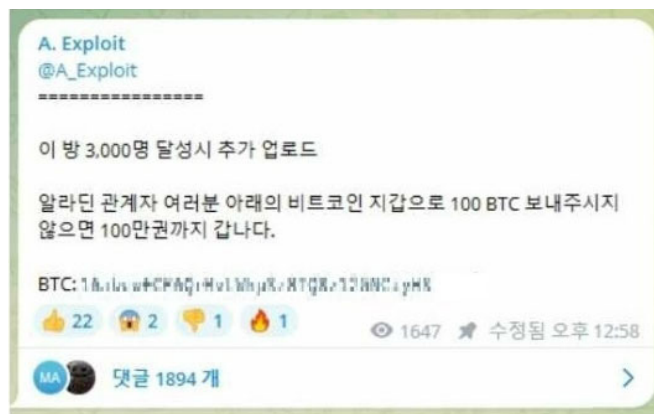 A. Exploit
@A_Exploit
================
이 방 3,000명 달성시 추가 업로드
알라딘 관계자 여러분 아래의 비트코인 지갑으로 100 BTC 보내주시지
않으면 100만권까지 갑나다.
BTC:
22 2 1 1
1647 수정됨 오후 12:58
MA 댓글 1894 개